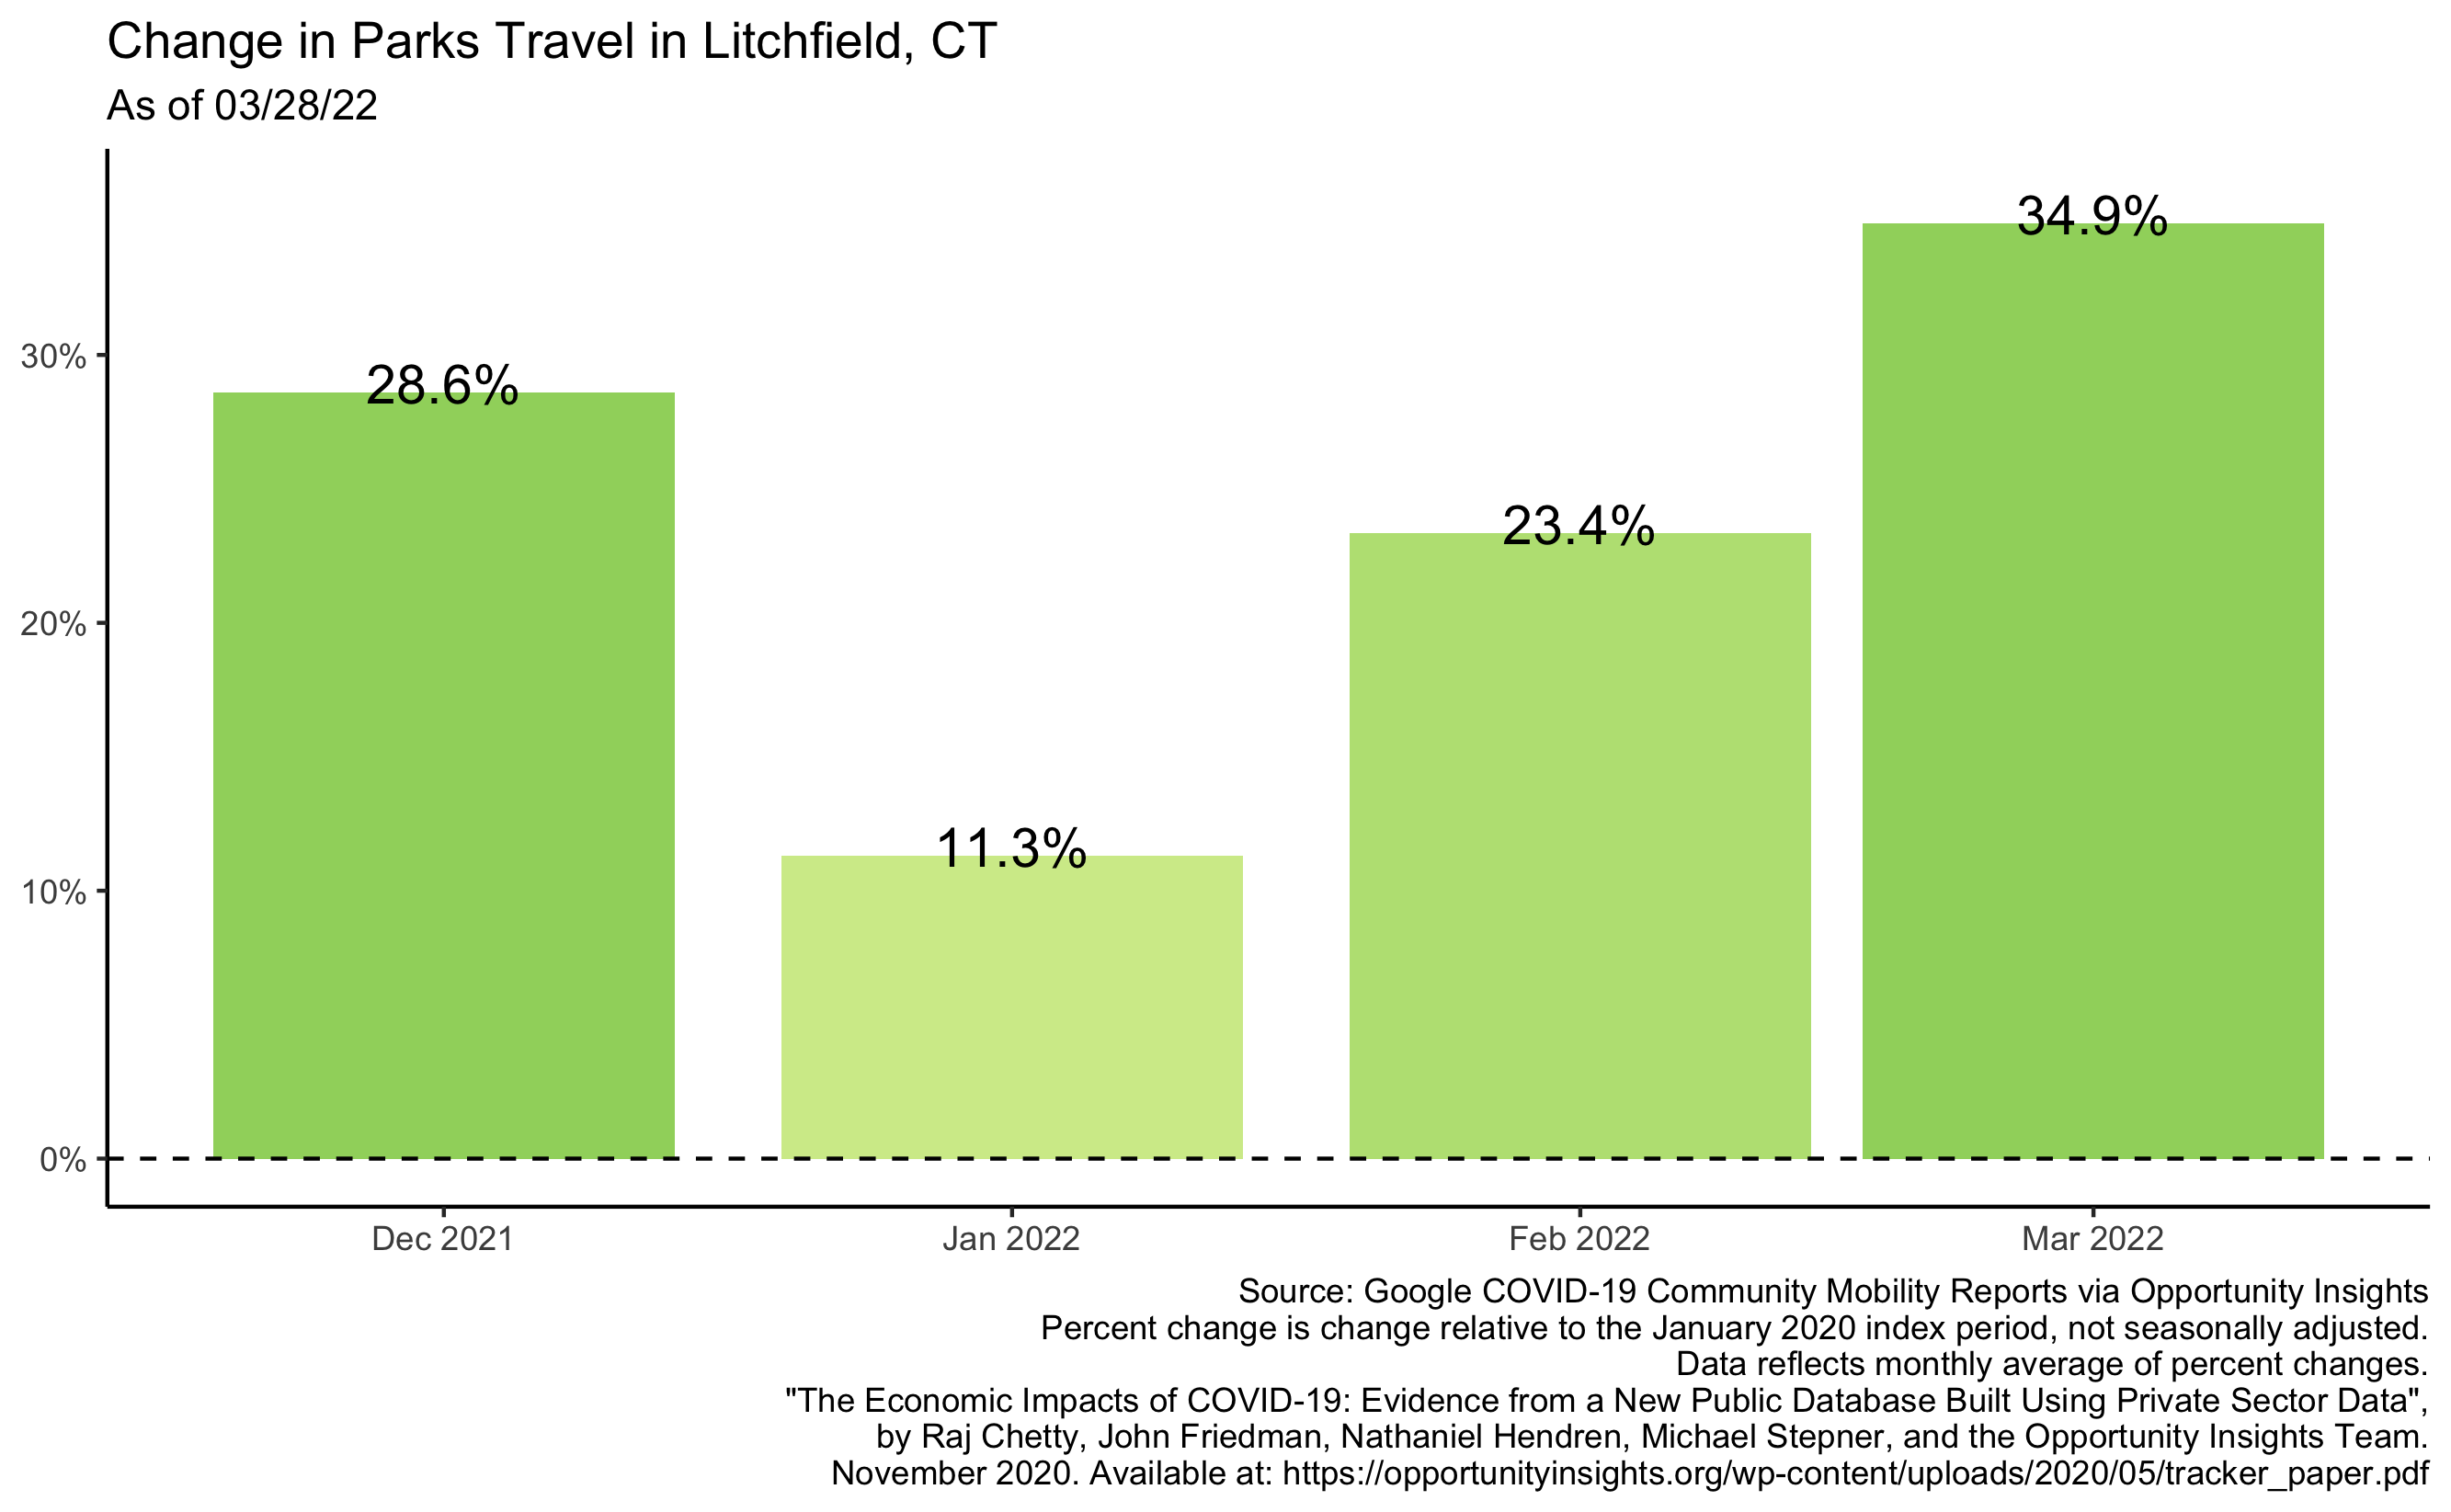 Change in Parks Travel in Litchfield, CT
As of 03/28/22
34.9%
30%
28.6%
23.4%
20%
11.3%
10%
0%
Dec 2021 Jan 2022 Feb 2022 Mar 2022
Source: Google COVID-19 Community Mobility Reports via Opportunity Insights
Percent change is change relative to the January 2020 index period, not seasonally adjusted.
Data reflects monthly average of percent changes.
"The Economic Impacts of COVID-19: Evidence from a New Public Database Built Using Private Sector Data",
by Raj Chetty, John Friedman, Nathaniel Hendren, Michael Stepner, and the Opportunity Insights Team.
November 2020. Available at: https://opportunityinsights.org/wp-content/uploads/2020/05/tracker_paper.pdf